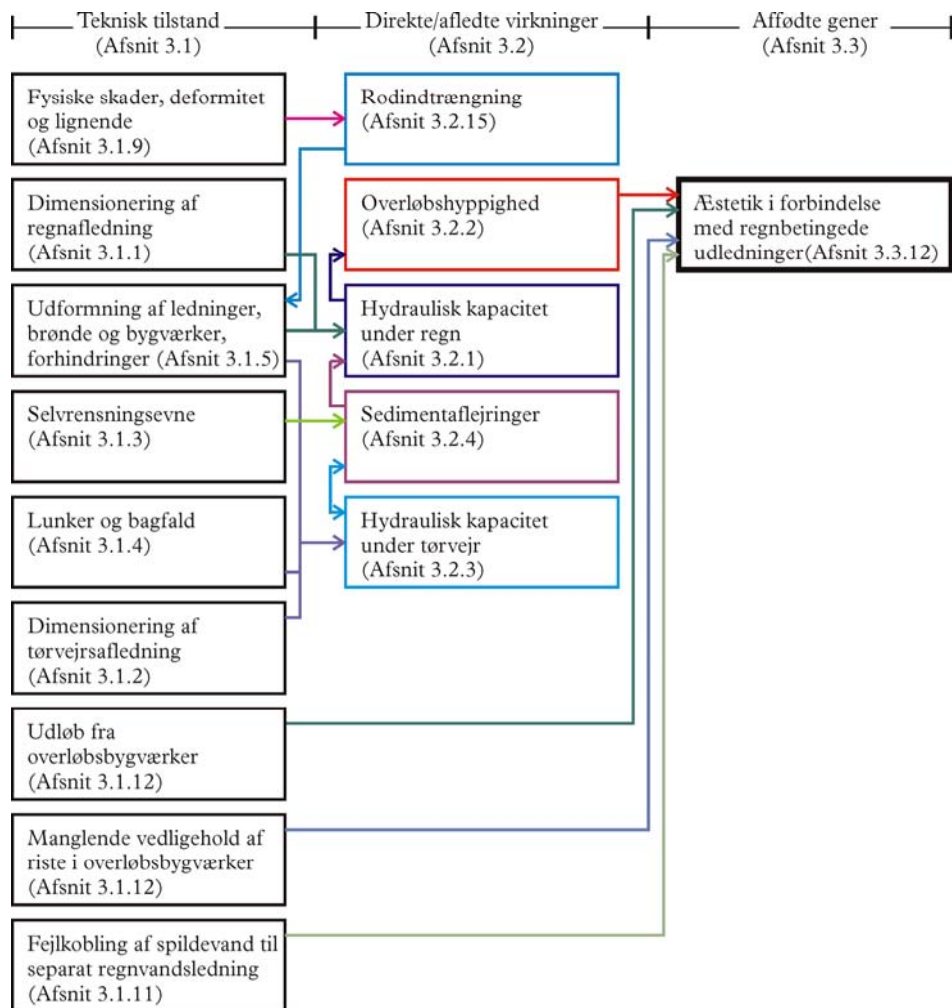 Teknisk tilstand
(Afsnit 3.1)
Direkte/afledte virkninger
(Afsnit 3.2)
Affødte gener
(Afsnit 3.3)
Fysiske skader, deformitet
og lignende
(Afsnit 3.1.9)
Dimensionering af
regnafledning
(Afsnit 3.1.1)
Udformning af ledninger,
brønde og bygværker,
forhindringer (Afsnit 3.1.5)
Selvrensningsevne
(Afsnit 3.1.3)
Lunker og bagfald
(Afsnit 3.1.4)
Dimensionering af
tørvejrsafledning
(Afsnit 3.1.2)
Udløb fra
overløbsbygværker
(Afsnit 3.1.12)
Manglende vedligehold af
riste i overløbsbygværker
(Afsnit 3.1.12)
Fejlkobling af spildevand til
separat regnvandsledning
(Afsnit 3.1.11)
Rodindtrængning
(Afsnit 3.2.15)
Overløbshyppighed
(Afsnit 3.2.2)
Hydraulisk kapacitet
under regn
(Afsnit 3.2.1)
Sedimentaflejringer
(Afsnit 3.2.4)
Hydraulisk kapacitet
under tørvejr
(Afsnit 3.2.3)
Æstetik i forbindelse
med regnbetingede
udledninger(Afsnit 3.3.12)